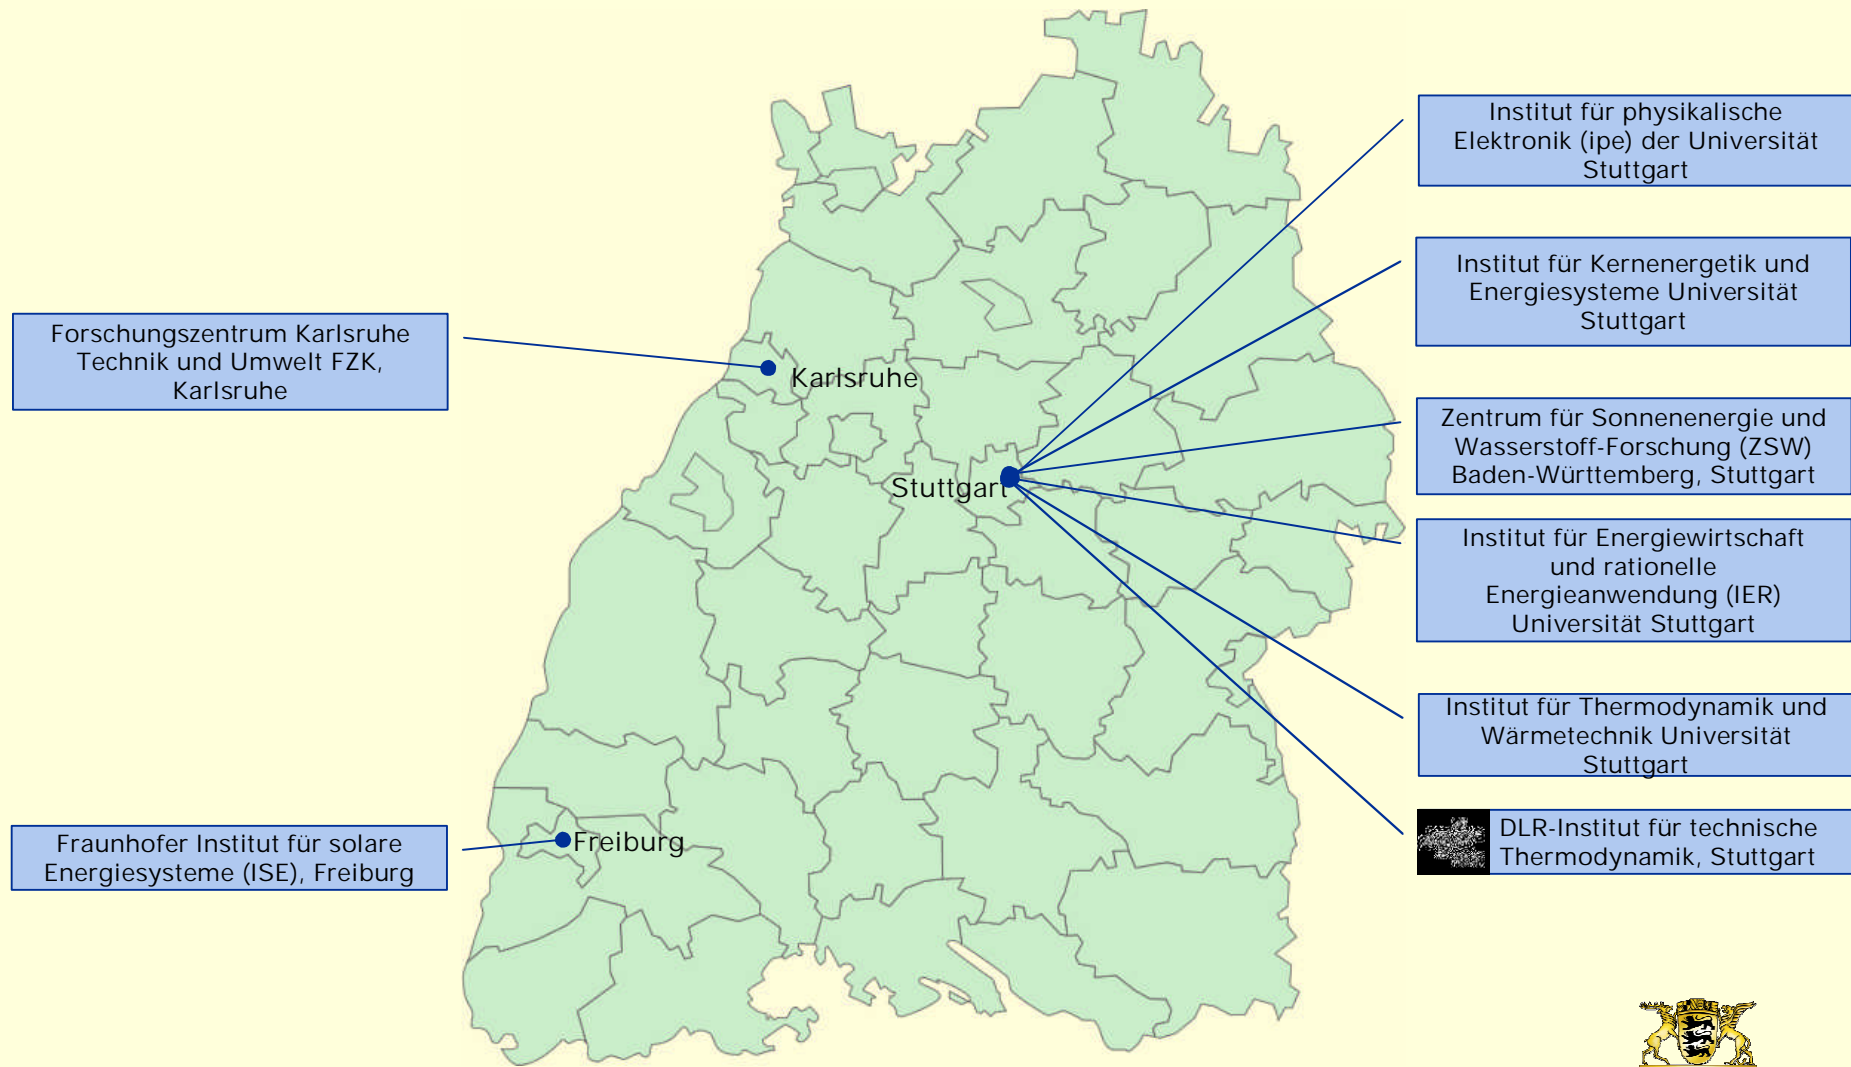 Institut für physikalische
Elektronik (ipe) der Universität
Stuttgart
Institut für Kernenergetik und
Energiesysteme Universität
Stuttgart
Forschungszentrum Karlsruhe
Technik und Umwelt FZK,
Karlsruhe
Karlsruhe
Zentrum für Sonnenenergie und
Wasserstoff-Forschung (ZSW)
Baden-Württemberg, Stuttgart
Stuttgart
Institut für Energiewirtschaft
und rationelle
Energieanwendung (IER)
Universität Stuttgart
Institut für Thermodynamik und
Wärmetechnik Universität
Stuttgart
DLR-Institut für technische
Thermodynamik, Stuttgart
Freiburg
Fraunhofer Institut für solare
Energiesysteme (ISE), Freiburg